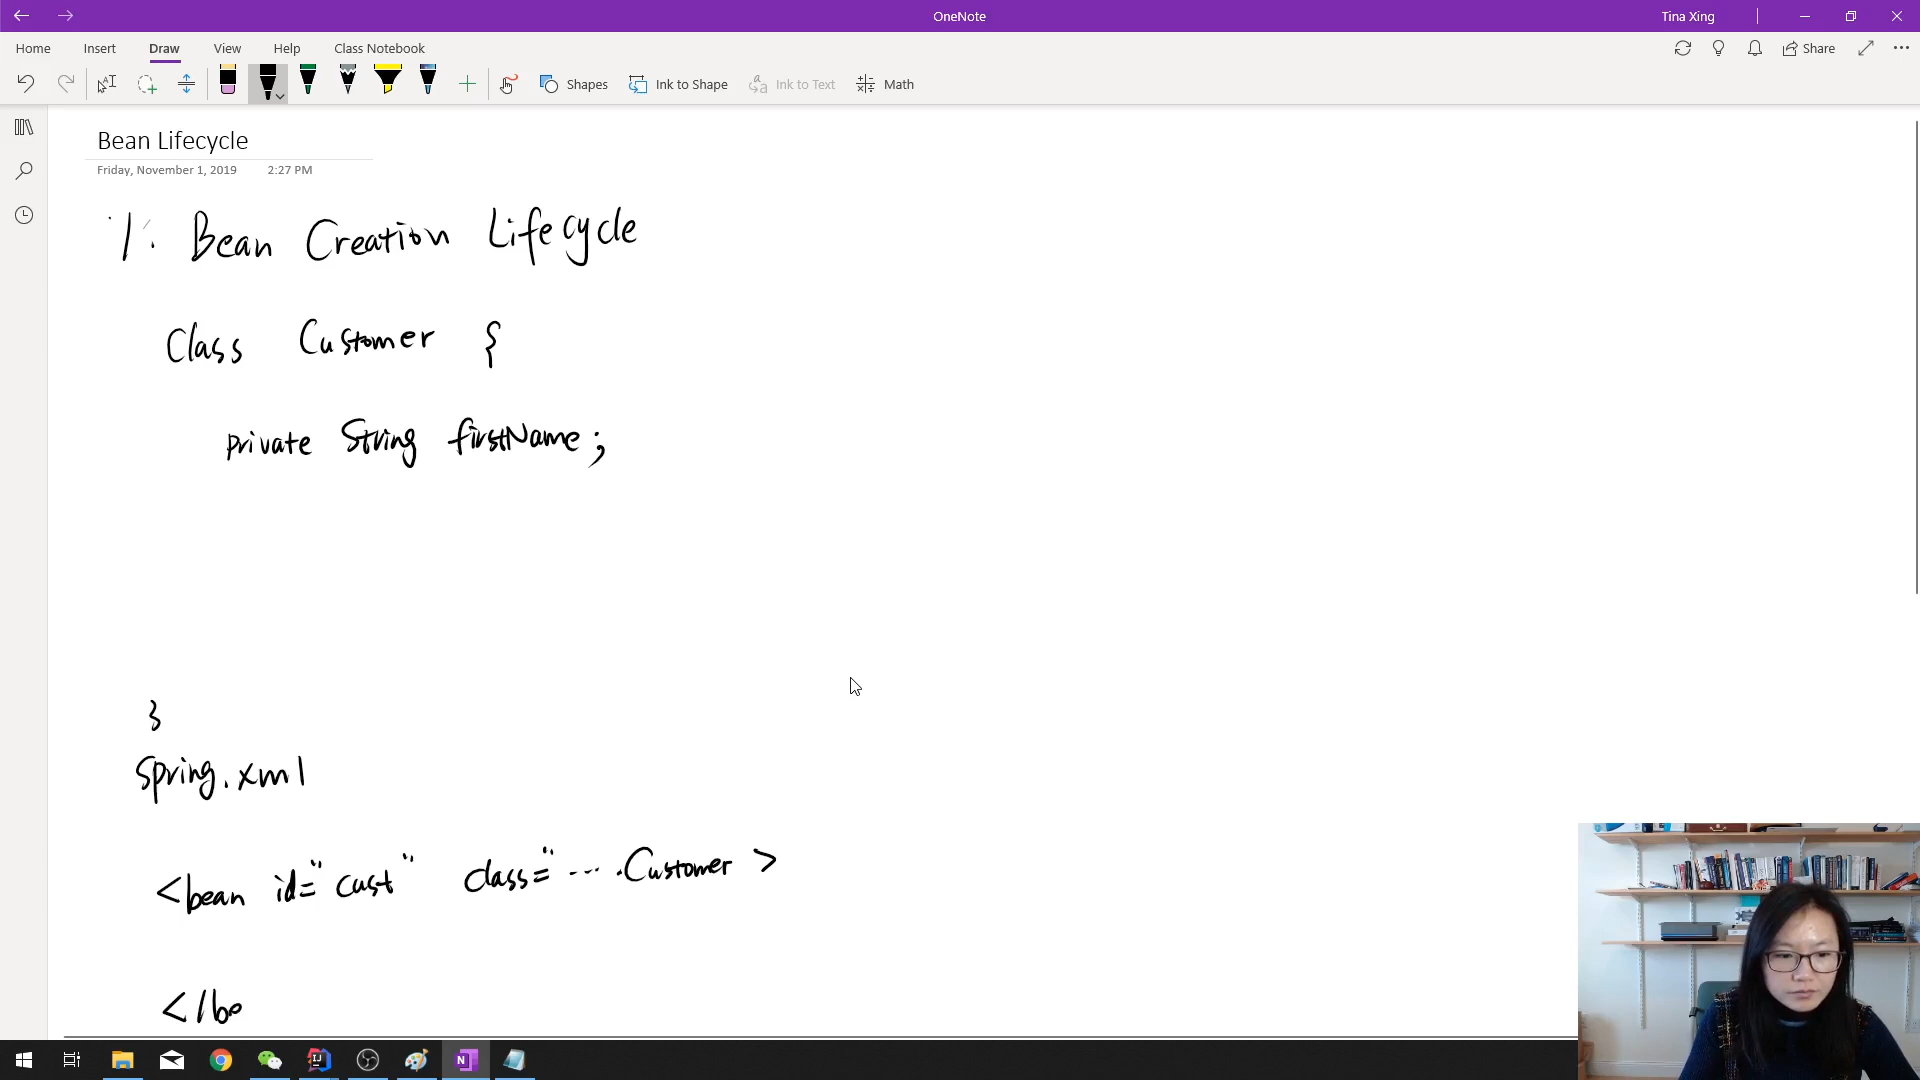 OneNote
Tina Xing
Home Insert Draw View Help Class Notebook
Share
Shapes Ink to Shape Ink to Text Math
Bean Lifecycle
Friday, November 1, 2019 2:27 PM
1. Bean Creation Lifecycle
Class Customer {
private String firstName;
}
Spring.xml
<bean id="cust" class="... .Customer >
</be